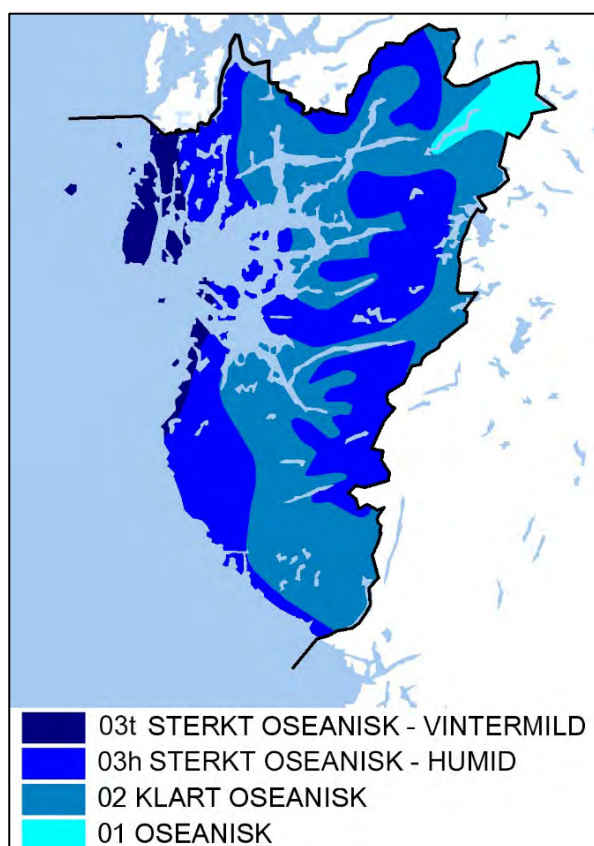 03t STERKT OSEANISK - VINTERMILD
03h STERKT OSEANISK - HUMID
02 KLART OSEANISK
01 OSEANISK